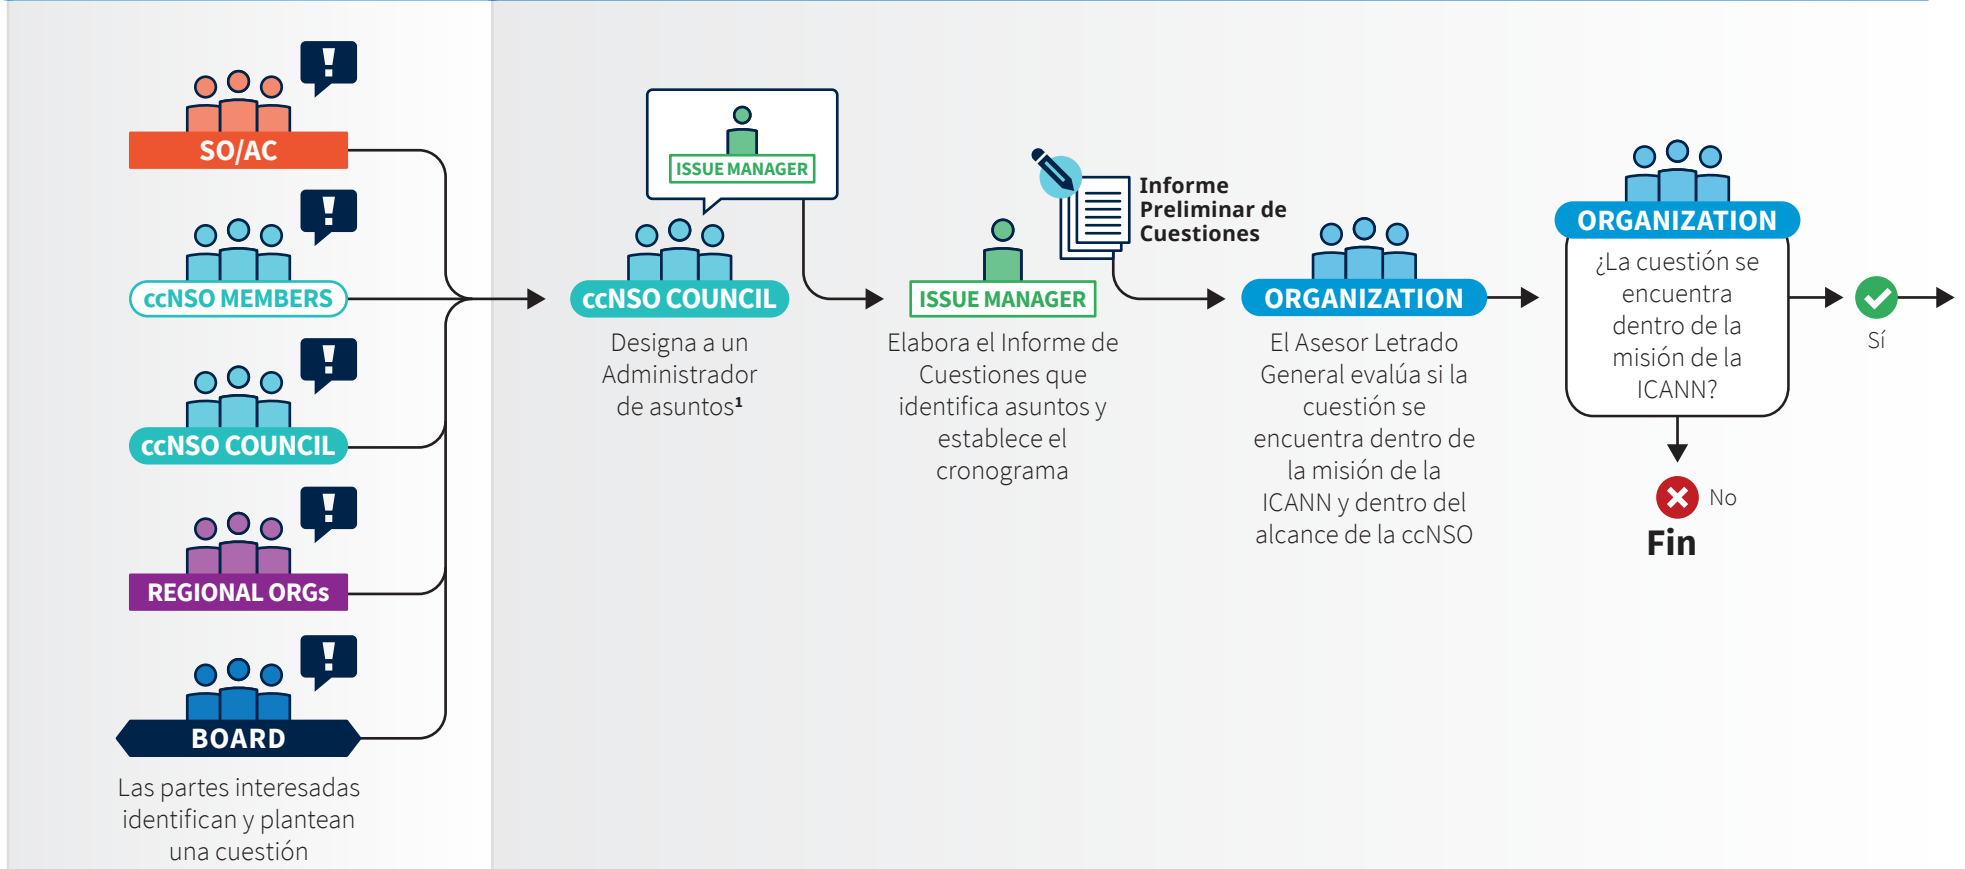 !
SO/AC
!
ccNSO MEMBERS
!
ccNSO COUNCIL
!
REGIONAL ORGs
!
BOARD
Las partes interesadas
identifican y plantean
una cuestión
ISSUE MANAGER
ccNSO COUNCIL
Designa a un
Administrador
de asuntos¹
ISSUE MANAGER
Elabora el Informe de
Cuestiones que
identifica asuntos y
establece el
cronograma
Informe
Preliminar de
Cuestiones
ORGANIZATION
El Asesor Letrado
General evalúa si la
cuestión se
encuentra dentro de
la misión de la
ICANN y dentro del
alcance de la ccNSO
ORGANIZATION
¿La cuestión se
encuentra
dentro de la
misión de la
ICANN?
Sí
No
Fin